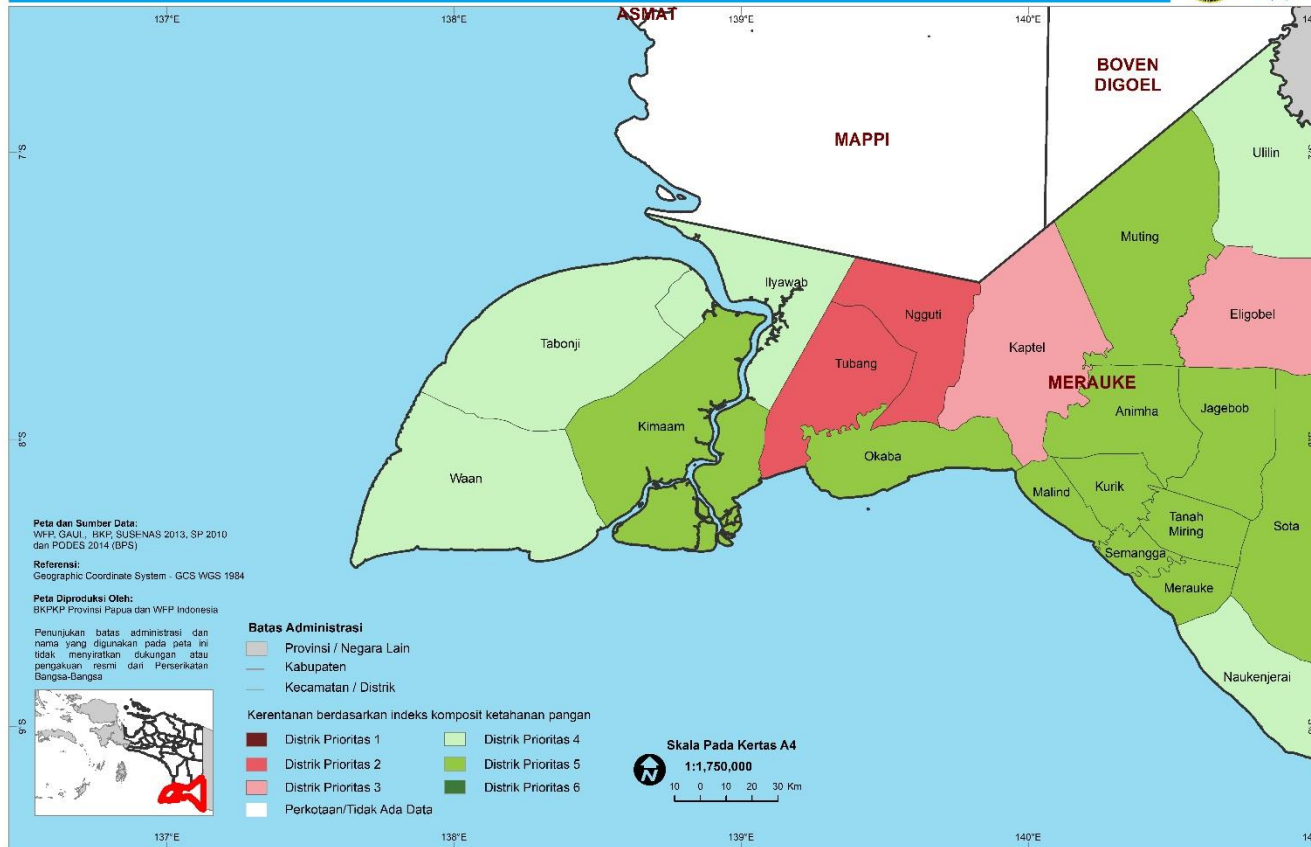 137°E
138°E
139°E
140°E
ASMAT
BOVEN
DIGOEL
MAPPI
7°S
Ulilin
Muting
Ilyawab
Ngguti
Eligobel
Tabonji
Tubang
Kaptel
MERAUKE
Animha
Jagebob
Kimaam
8°S
Okaba
Waan
Malind
Kurik
Tanah
Miring
Sota
Semangga
Merauke
Naukenjerai
9°S
Peta dan Sumber Data:
WFP, GAUL, BKP, SUSENAS 2013, SP 2010
dan PODES 2014 (BPS)
Referensi:
Geographic Coordinate System - GCS WGS 1984
Peta Diproduksi Oleh:
BKPKP Provinsi Papua dan WFP Indonesia
Penunjukan batas administrasi dan
nama yang digunakan pada peta ini
tidak menyiratkan dukungan atau
pengakuan resmi dari Perserikatan
Bangsa-Bangsa
Batas Administrasi
Provinsi / Negara Lain
Kabupaten
Kecamatan / Distrik
Kerentanan berdasarkan indeks komposit ketahanan pangan
Distrik Prioritas 1
Distrik Prioritas 2
Distrik Prioritas 3
Perkotaan/Tidak Ada Data
Distrik Prioritas 4
Distrik Prioritas 5
Distrik Prioritas 6
N
Skala Pada Kertas A4
1:1,750,000
10 0 10 20 30 Km
137°E
138°E
139°E
140°E